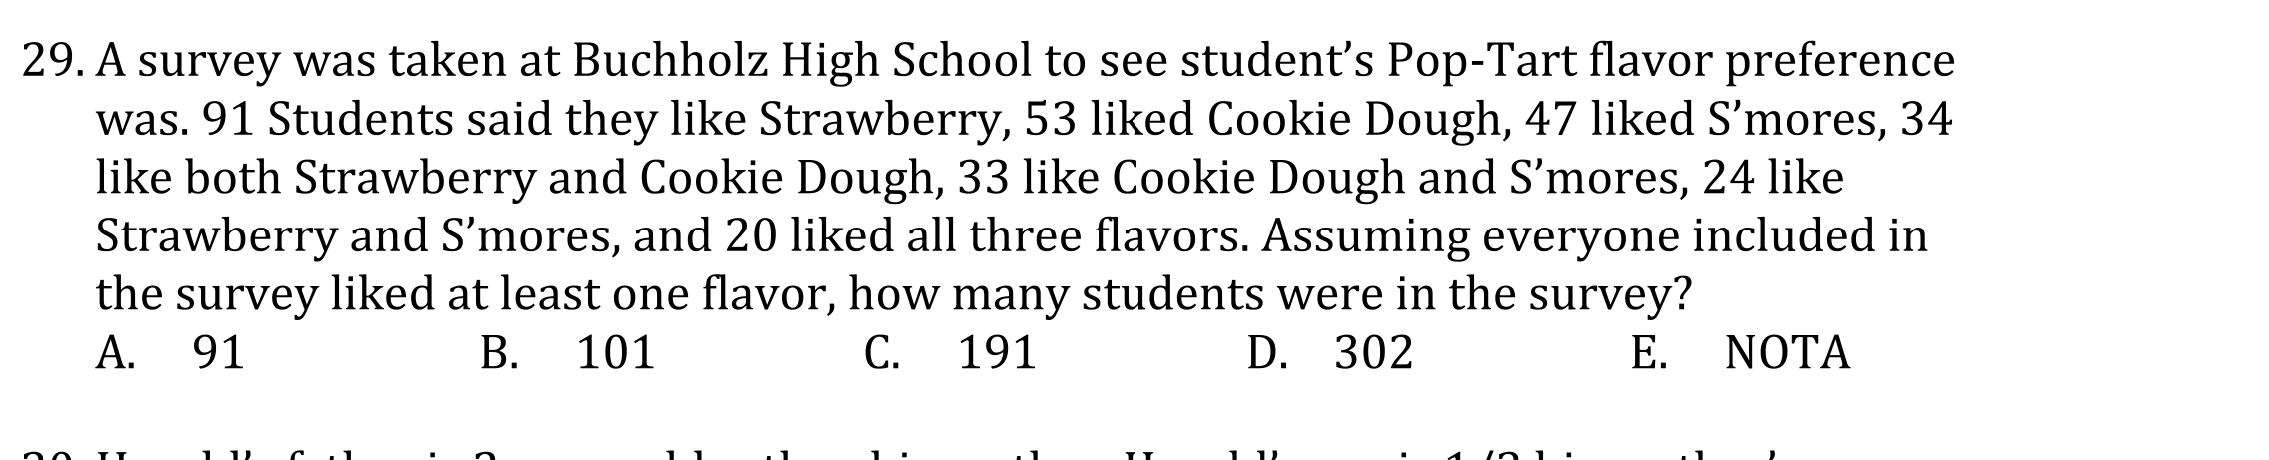 29. A survey was taken at Buchholz High School to see student’s Pop-Tart flavor preference
was. 91 Students said they like Strawberry, 53 liked Cookie Dough, 47 liked S’mores, 34
like both Strawberry and Cookie Dough, 33 like Cookie Dough and S’mores, 24 like
Strawberry and S’mores, and 20 liked all three flavors. Assuming everyone included in
the survey liked at least one flavor, how many students were in the survey?
A. 91 B. 101 C. 191 D. 302 E. NOTA